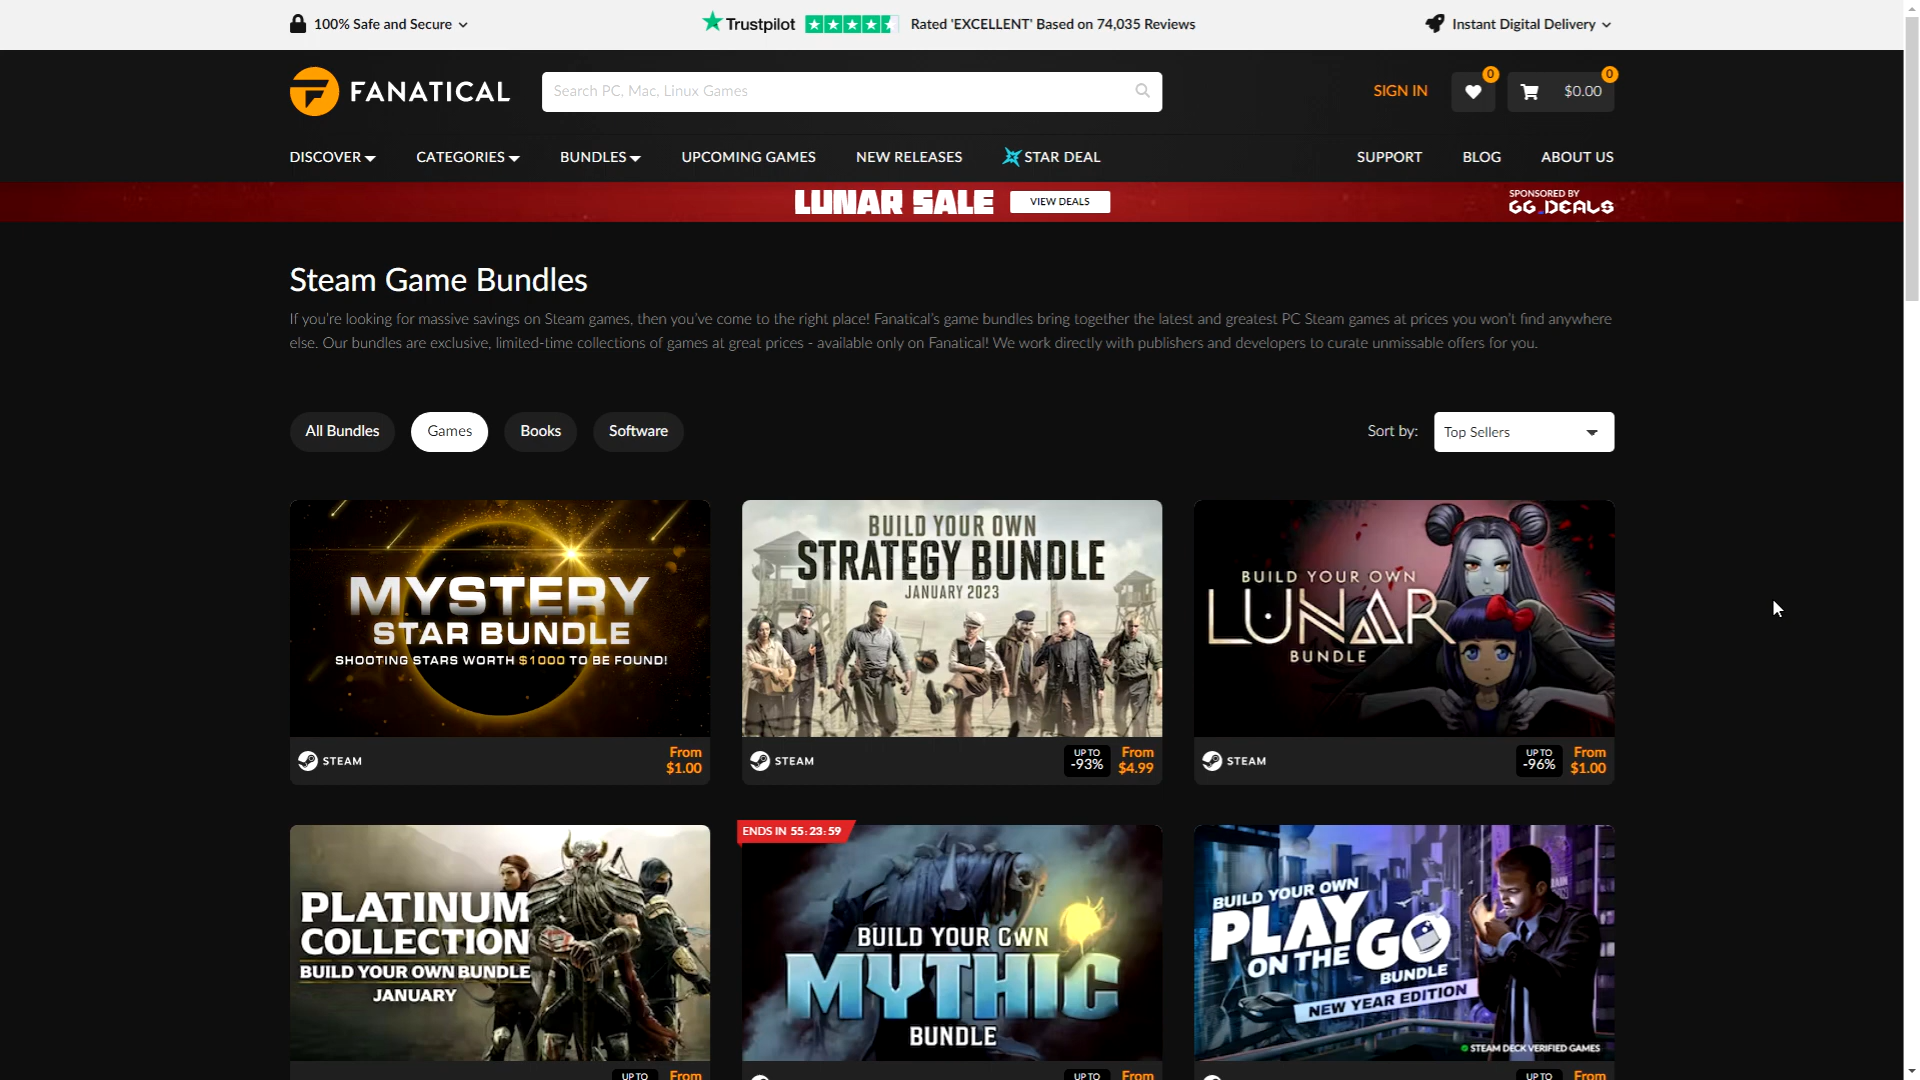 100% Safe and Secure
Trustpilot
Rated 'EXCELLENT' Based on 74,035 Reviews
Instant Digital Delivery
FANATICAL
Search PC, Mac, Linux Games
SIGN IN
0
0
$0.00
DISCOVER
CATEGORIES
BUNDLES
UPCOMING GAMES
NEW RELEASES
STAR DEAL
SUPPORT
BLOG
ABOUT US
LUNAR SALE
VIEW DEALS
SPONSORED BY
GG.DEALS
Steam Game Bundles
If you're looking for massive savings on Steam games, then you've come to the right place! Fanatical's game bundles bring together the latest and greatest PC Steam games at prices you won't find anywhere
else. Our bundles are exclusive, limited-time collections of games at great prices - available only on Fanatical! We work directly with publishers and developers to curate unmissable offers for you.
All Bundles
Games
Books
Software
Sort by:
Top Sellers
MYSTERY
STAR BUNDLE
SHOOTING STARS WORTH $1000 TO BE FOUND!
STEAM
From
$1.00
BUILD YOUR OWN
STRATEGY BUNDLE
JANUARY 2023
STEAM
UP TO
-93%
From
$4.99
BUILD YOUR OWN
LUNAR
BUNDLE
STEAM
UP TO
-96%
From
$1.00
PLATINUM
COLLECTION
BUILD YOUR OWN BUNDLE
JANUARY
UP TO
From
ENDS IN 55:23:59
BUILD YOUR OWN
MYTHIC
BUNDLE
UP TO
From
BUILD YOUR OWN
PLAY
ON THE GO
BUNDLE
NEW YEAR EDITION
STEAM DECK VERIFIED GAMES
UP TO
From